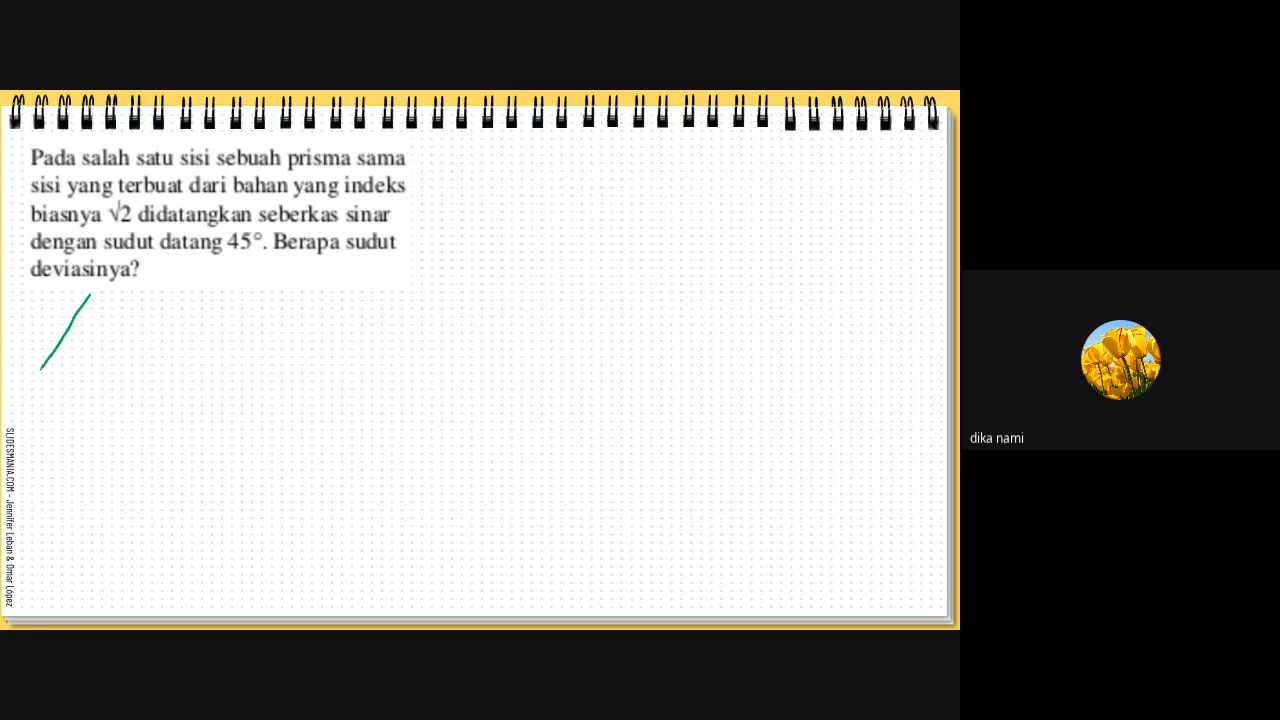 Pada salah satu sisi sebuah prisma sama
sisi yang terbuat dari bahan yang indeks
biasnya √2 didatangkan seberkas sinar
dengan sudut datang 45°. Berapa sudut
deviasinya?
SLIDESMANIA.COM - Jennifer Leban & Omar López
dika nami